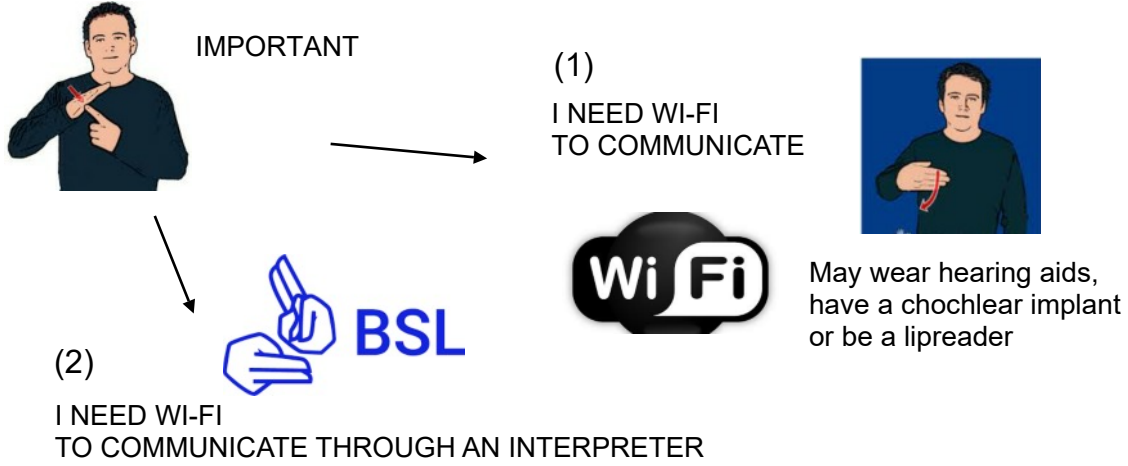 IMPORTANT
(1)
I NEED WI-FI
TO COMMUNICATE
Wi Fi
May wear hearing aids,
have a chochlear implant
or be a lipreader
BSL
(2)
I NEED WI-FI
TO COMMUNICATE THROUGH AN INTERPRETER